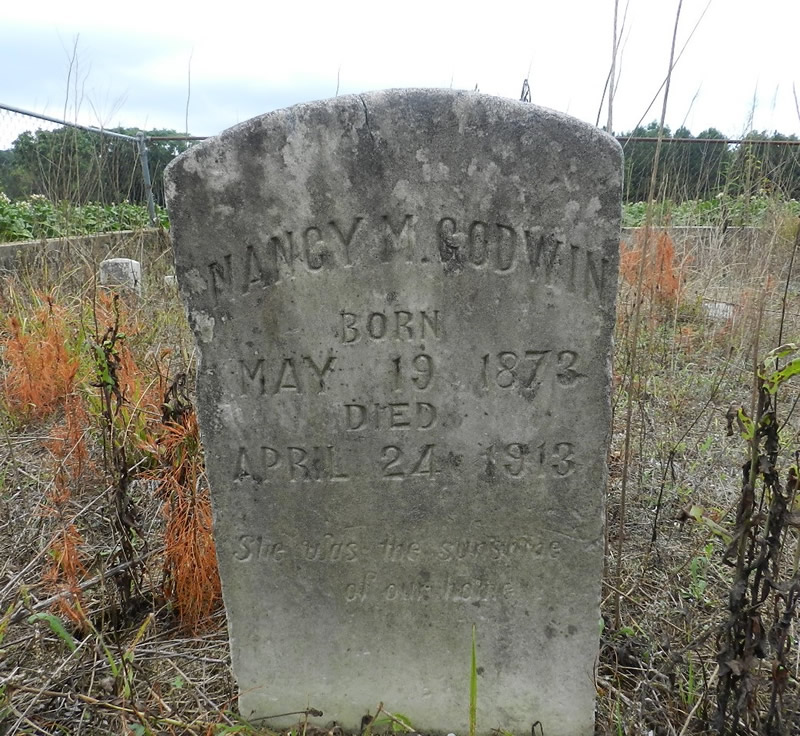 NANCY M. GODWIN
BORN
MAY 19 1873
DIED
APRIL 24 1913
She was the sunshine
of our home